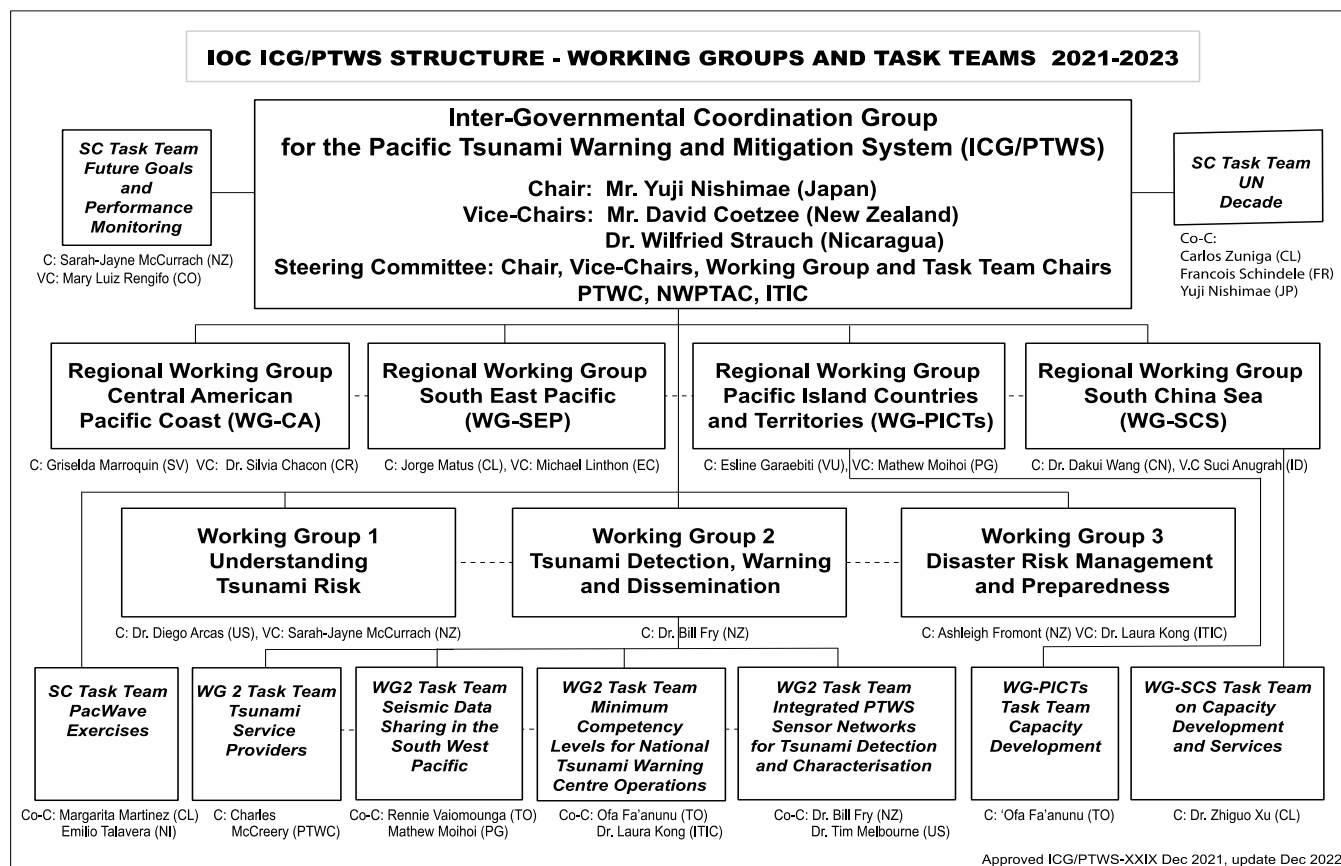 IOC ICG/PTWS STRUCTURE - WORKING GROUPS AND TASK TEAMS 2021-2023
Inter-Governmental Coordination Group
for the Pacific Tsunami Warning and Mitigation System (ICG/PTWS)
Chair: Mr. Yuji Nishimae (Japan)
Vice-Chairs: Mr. David Coetzee (New Zealand)
Dr. Wilfried Strauch (Nicaragua)
Steering Committee: Chair, Vice-Chairs, Working Group and Task Team Chairs
PTWC, NWPTAC, ITIC
SC Task Team
Future Goals
and
Performance
Monitoring
C: Sarah-Jayne McCurrach (NZ)
VC: Mary Luiz Rengifo (CO)
SC Task Team
UN
Decade
Co-C:
Carlos Zuniga (CL)
Francois Schindele (FR)
Yuji Nishimae (JP)
Regional Working Group
Central American
Pacific Coast (WG-CA)
C: Griselda Marroquin (SV) VC: Dr. Silvia Chacon (CR)
Regional Working Group
South East Pacific
(WG-SEP)
C: Jorge Matus (CL), VC: Michael Linthon (EC)
Regional Working Group
Pacific Island Countries
and Territories (WG-PICTs)
C: Esline Garaebiti (VU), VC: Mathew Moihoi (PG)
Regional Working Group
South China Sea
(WG-SCS)
C: Dr. Dakui Wang (CN), V.C Suci Anugrah (ID)
Working Group 1
Understanding
Tsunami Risk
C: Dr. Diego Arcas (US), VC: Sarah-Jayne McCurrach (NZ)
Working Group 2
Tsunami Detection, Warning
and Dissemination
C: Dr. Bill Fry (NZ)
Working Group 3
Disaster Risk Management
and Preparedness
C: Ashleigh Fromont (NZ) VC: Dr. Laura Kong (ITIC)
SC Task Team
PacWave
Exercises
Co-C: Margarita Martinez (CL)
Emilio Talavera (NI)
WG 2 Task Team
Tsunami
Service
Providers
C: Charles
McCreery (PTWC)
WG2 Task Team
Seismic Data
Sharing in the
South West
Pacific
Co-C: Rennie Vaiomounga (TO)
Mathew Moihoi (PG)
WG2 Task Team
Minimum
Competency
Levels for National
Tsunami Warning
Centre Operations
Co-C: Ofa Fa'anunu (TO)
Dr. Laura Kong (ITIC)
WG2 Task Team
Integrated PTWS
Sensor Networks
for Tsunami Detection
and Characterisation
Co-C: Dr. Bill Fry (NZ)
Dr. Tim Melbourne (US)
WG-PICTs
Task Team
Capacity
Development
C: 'Ofa Fa'anunu (TO)
WG-SCS Task Team
on Capacity
Development
and Services
C: Dr. Zhiguo Xu (CL)
Approved ICG/PTWS-XXIX Dec 2021, update Dec 2022